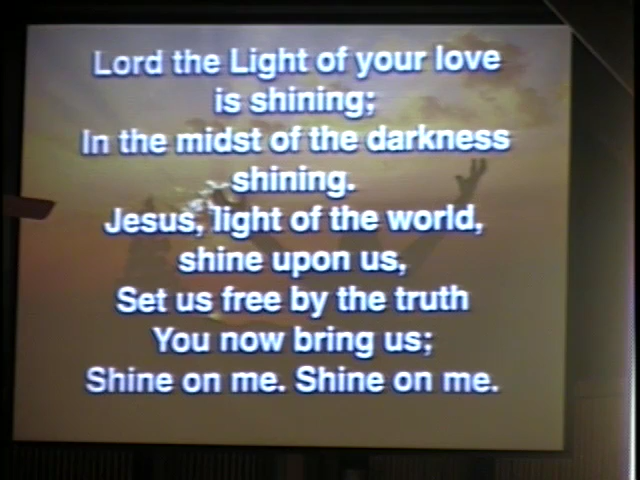 Lord the Light of your love
is shining;
In the midst of the darkness
shining.
Jesus, light of the world,
shine upon us,
Set us free by the truth
You now bring us;
Shine on me. Shine on me.